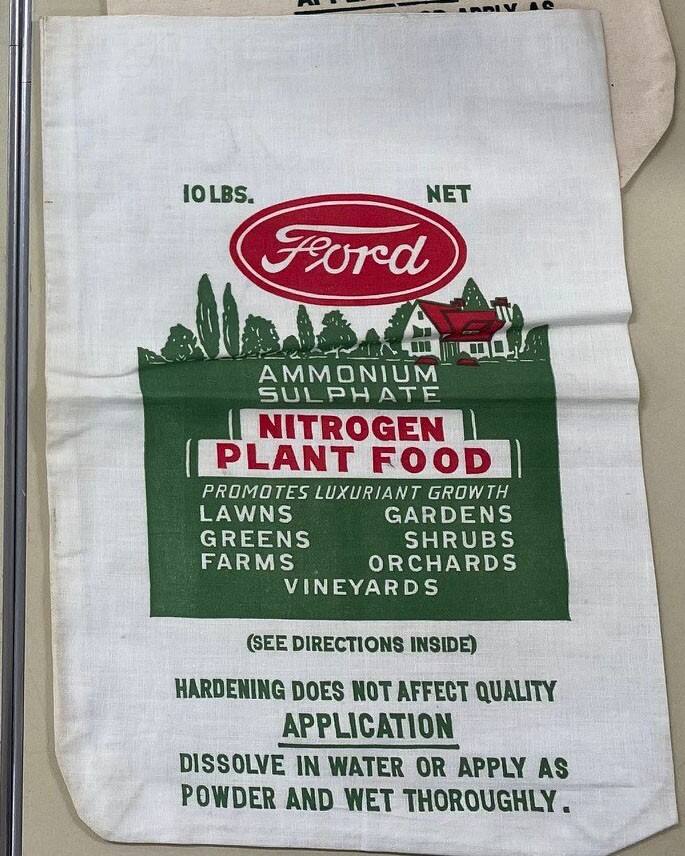 APPLY AS
10 LBS. NET
Ford
AMMONIUM
SULPHATE
NITROGEN
PLANT FOOD
PROMOTES LUXURIANT GROWTH
LAWNS GARDENS
GREENS SHRUBS
FARMS ORCHARDS
VINEYARDS
(SEE DIRECTIONS INSIDE)
HARDENING DOES NOT AFFECT QUALITY
APPLICATION
DISSOLVE IN WATER OR APPLY AS
POWDER AND WET THOROUGHLY.